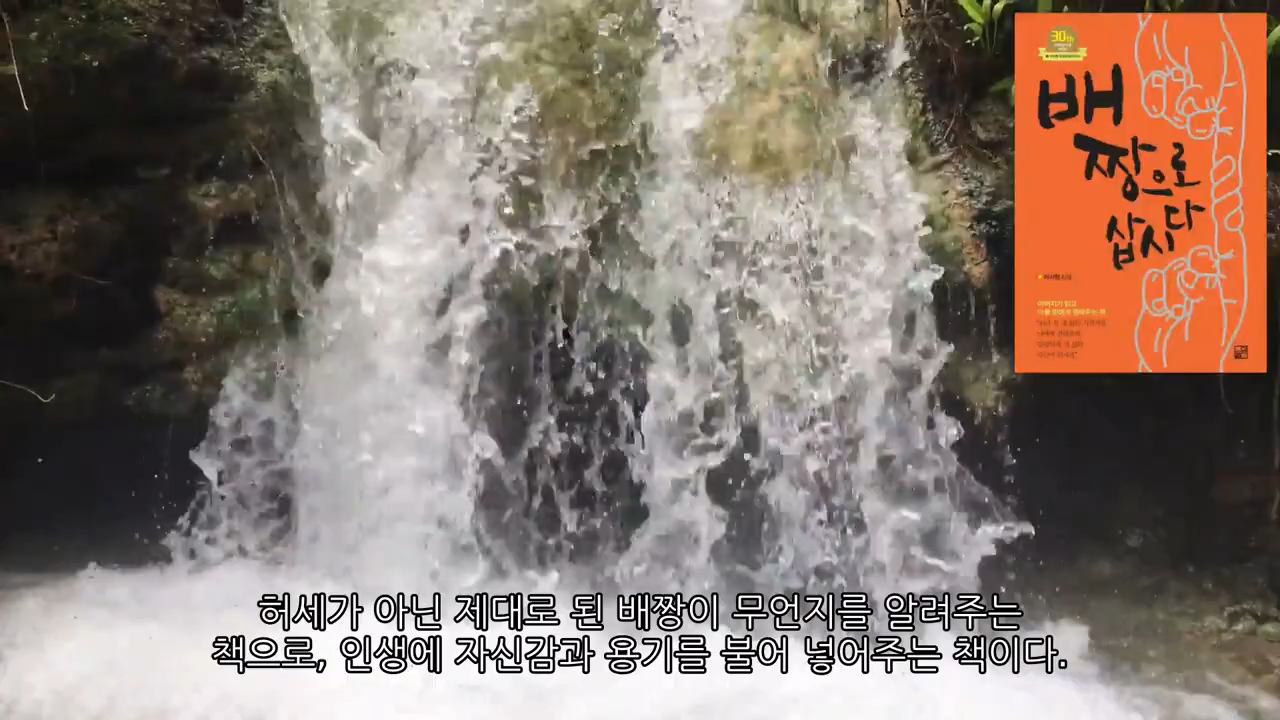 30th
배
짱으로
삽시다
허세가 아닌 제대로 된 배짱이 무언지를 알려주는
책으로, 인생에 자신감과 용기를 불어 넣어주는 책이다.